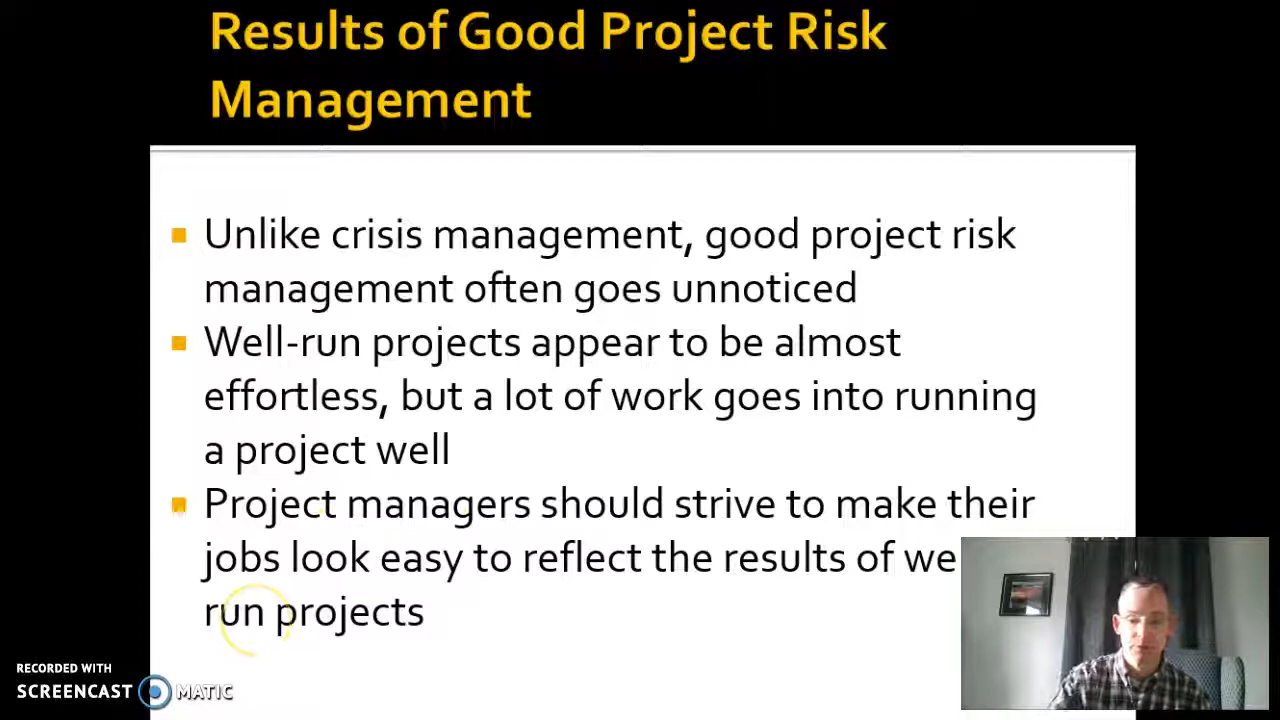 Results of Good Project Risk
Management
Unlike crisis management, good project risk
management often goes unnoticed
Well-run projects appear to be almost
effortless, but a lot of work goes into running
a project well
Project managers should strive to make their
jobs look easy to reflect the results of we
run projects
RECORDED WITH
SCREENCAST MATIC